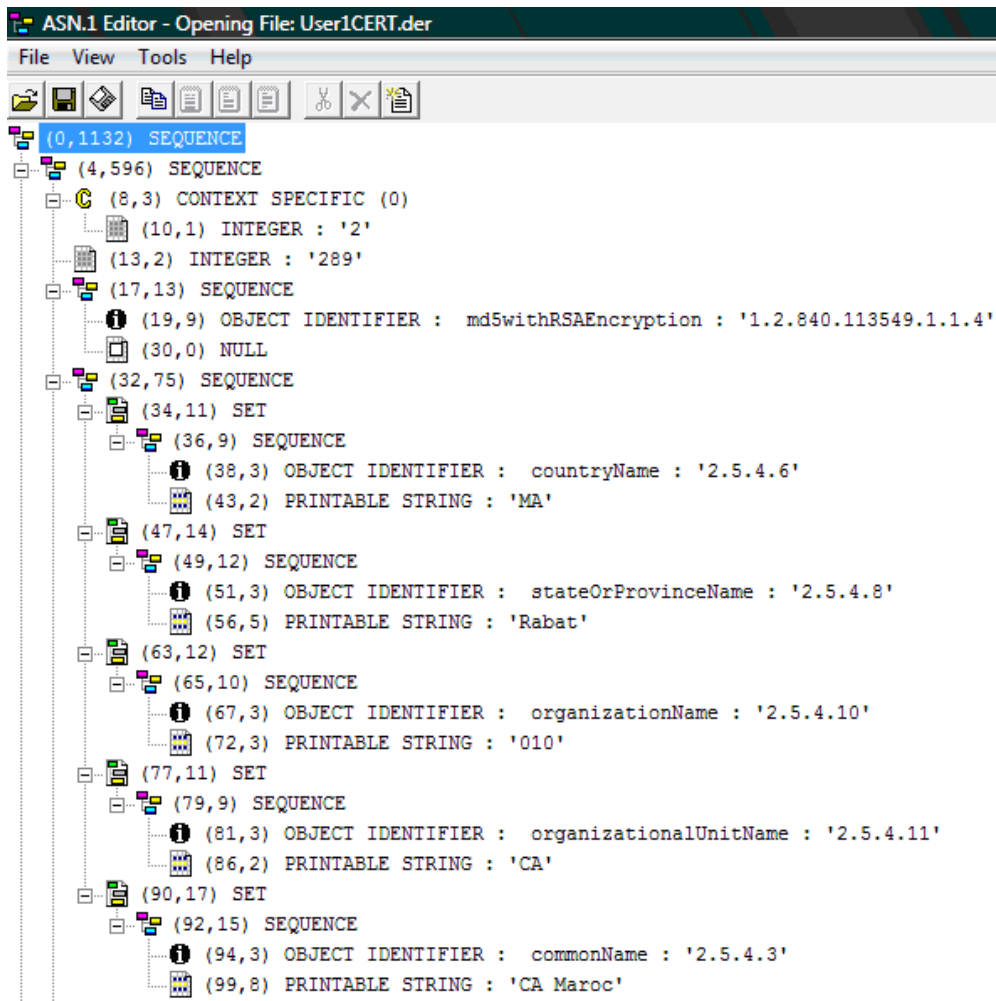 ASN.1 Editor - Opening File: User1CERT.der
File View Tools Help
(0,1132) SEQUENCE
(4,596) SEQUENCE
C (8,3) CONTEXT SPECIFIC (0)
(10,1) INTEGER : '2'
(13,2) INTEGER : '289'
(17,13) SEQUENCE
(19,9) OBJECT IDENTIFIER : md5withRSAEncryption : '1.2.840.113549.1.1.4'
(30,0) NULL
(32,75) SEQUENCE
(34,11) SET
(36,9) SEQUENCE
(38,3) OBJECT IDENTIFIER : countryName : '2.5.4.6'
(43,2) PRINTABLE STRING : 'MA'
(47,14) SET
(49,12) SEQUENCE
(51,3) OBJECT IDENTIFIER : stateOrProvinceName : '2.5.4.8'
(56,5) PRINTABLE STRING : 'Rabat'
(63,12) SET
(65,10) SEQUENCE
(67,3) OBJECT IDENTIFIER : organizationName : '2.5.4.10'
(72,3) PRINTABLE STRING : '010'
(77,11) SET
(79,9) SEQUENCE
(81,3) OBJECT IDENTIFIER : organizationalUnitName : '2.5.4.11'
(86,2) PRINTABLE STRING : 'CA'
(90,17) SET
(92,15) SEQUENCE
(94,3) OBJECT IDENTIFIER : commonName : '2.5.4.3'
(99,8) PRINTABLE STRING : 'CA Maroc'